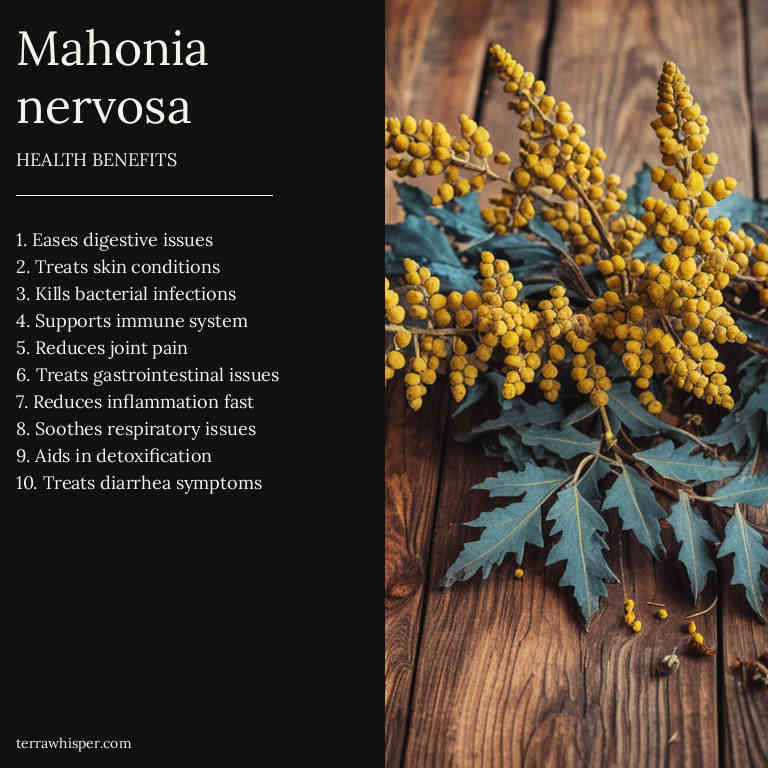 Mahonia
nervosa
HEALTH BENEFITS
1. Eases digestive issues
2. Treats skin conditions
3. Kills bacterial infections
4. Supports immune system
5. Reduces joint pain
6. Treats gastrointestinal issues
7. Reduces inflammation fast
8. Soothes respiratory issues
9. Aids in detoxification
10. Treats diarrhea symptoms
terrawhisper.com